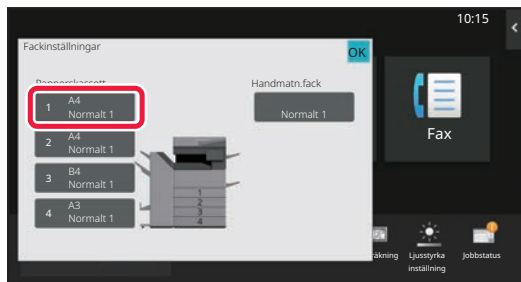 10:15
Fackinställningar
OK
Papperskassett
Handmatn.fack
1 A4
Normalt 1
Normalt 1
2 A4
Normalt 1
3 B4
Normalt 1
4 A3
Normalt 1
1
2
3
4
Fax
räkning
Ljusstyrka
inställning
Jobbstatus